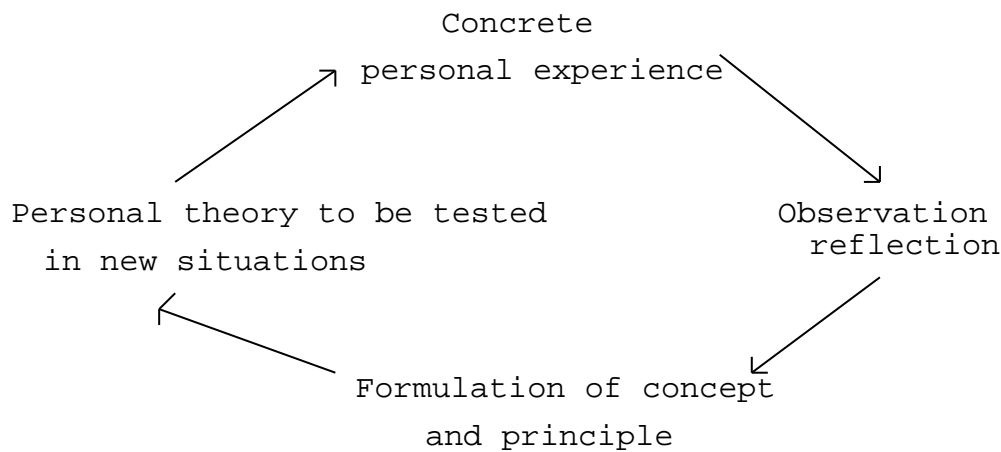 Concrete
personal experience
Personal theory to be tested
in new situations
Observation
reflection
Formulation of concept
and principle